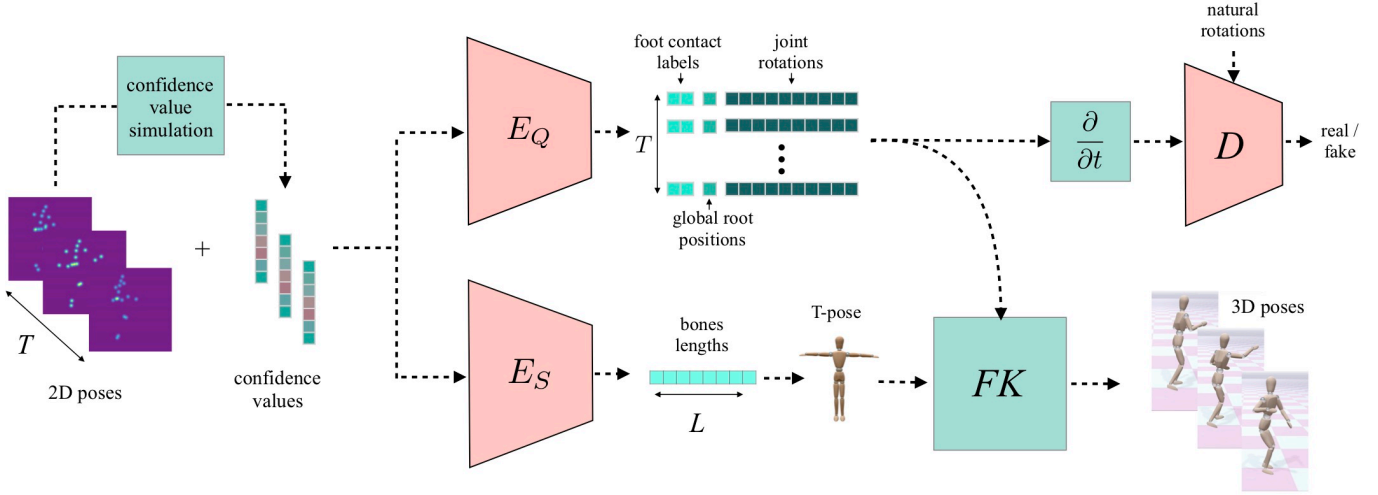 confidence
value
simulation
T
2D poses
+
confidence
values
E_Q
E_S
foot contact
labels
joint
rotations
T
global root
positions
bones
lengths
L
T-pose
FK
∂
∂t
natural
rotations
D
real /
fake
3D poses